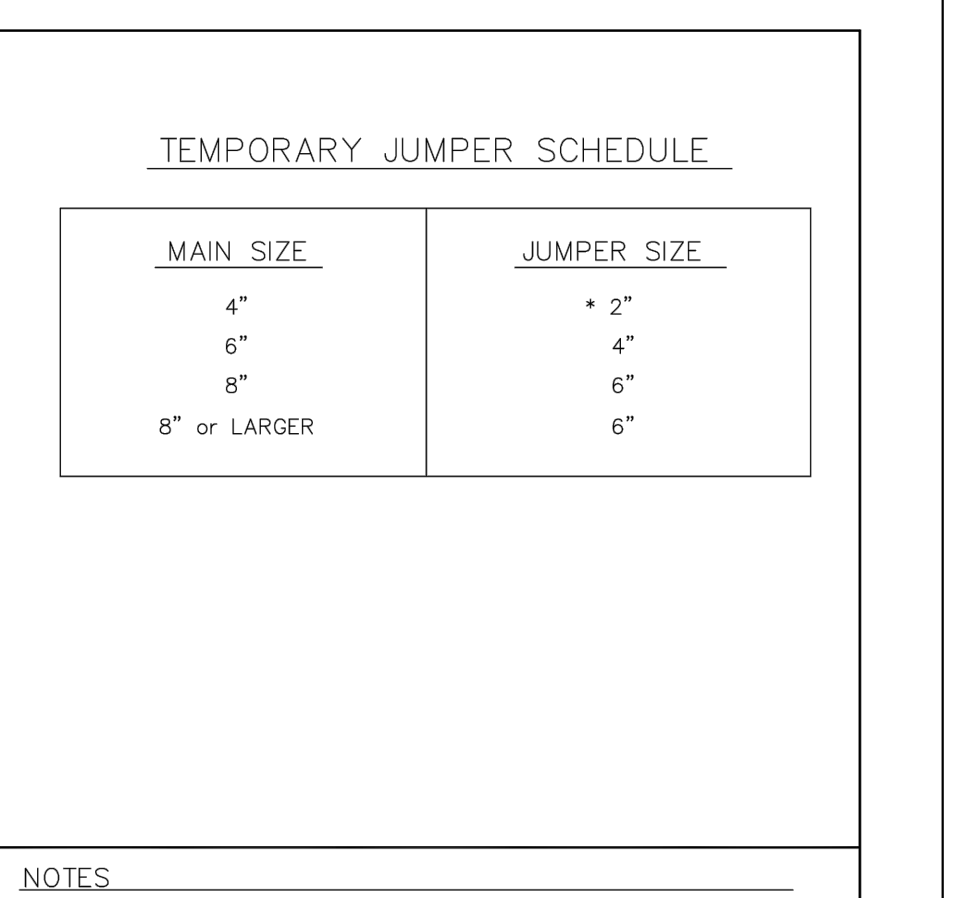 TEMPORARY JUMPER SCHEDULE
MAIN SIZE JUMPER SIZE
4” * 2”
6” 4”
8” 6”
8” or LARGER 6”
NOTES